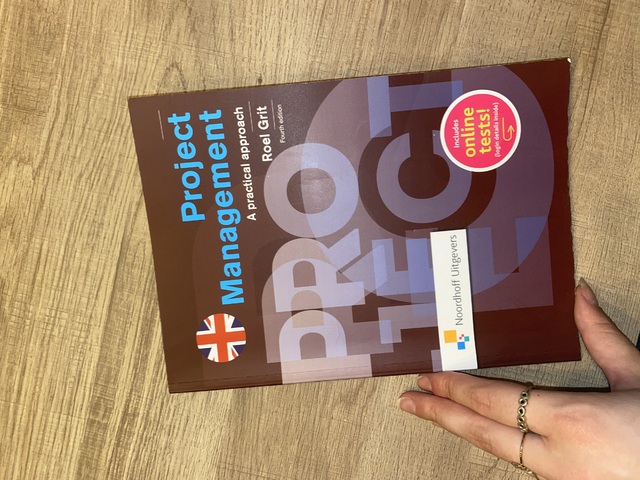 Project
Management
A practical approach
Roel Grit
Fourth edition
PRO
JECT
Includes
online
tests!
(login details inside)
Noordhoff Uitgevers